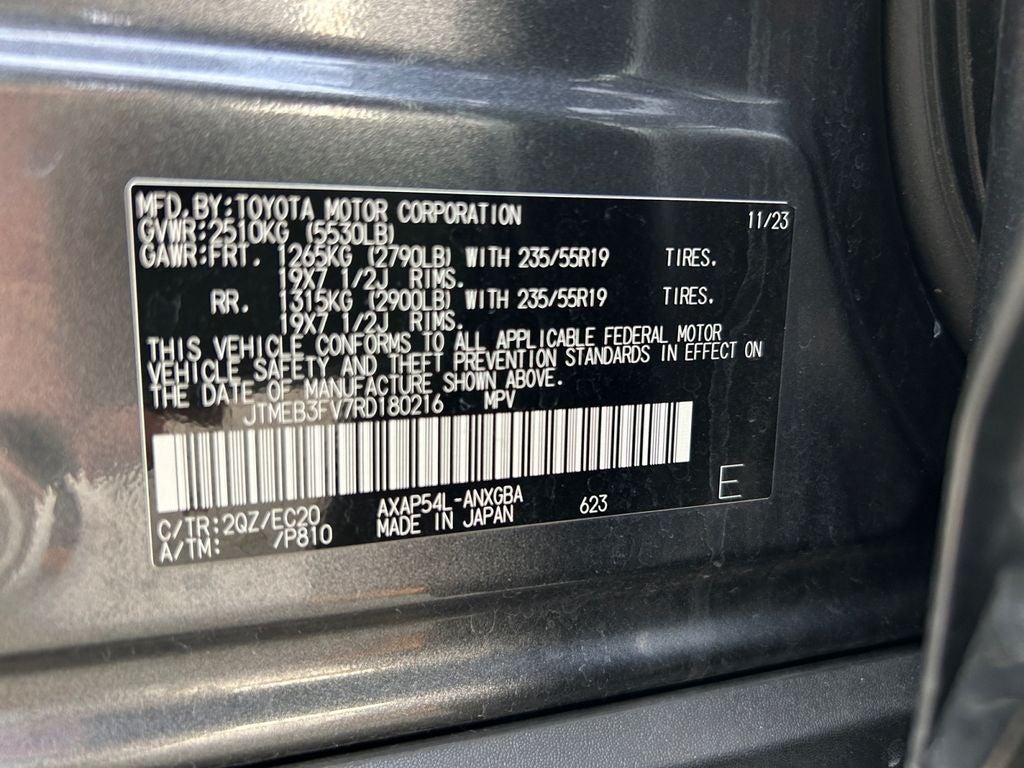 MFD. BY: TOYOTA MOTOR CORPORATION 11/23
GVWR: 2510KG (5530LB)
GAWR: FRT. 1265KG (2790LB) WITH 235/55R19 TIRES.
19X7 1/2J RIMS.
RR. 1315KG (2900LB) WITH 235/55R19 TIRES.
19X7 1/2J RIMS.
THIS VEHICLE CONFORMS TO ALL APPLICABLE FEDERAL MOTOR
VEHICLE SAFETY AND THEFT PREVENTION STANDARDS IN EFFECT ON
THE DATE OF MANUFACTURE SHOWN ABOVE.
JTMEB3FV7RD180216 MPV
C/TR: 2QZ/EC20 AXAP54L-ANXGBA 623 E
A/TM: /P810 MADE IN JAPAN